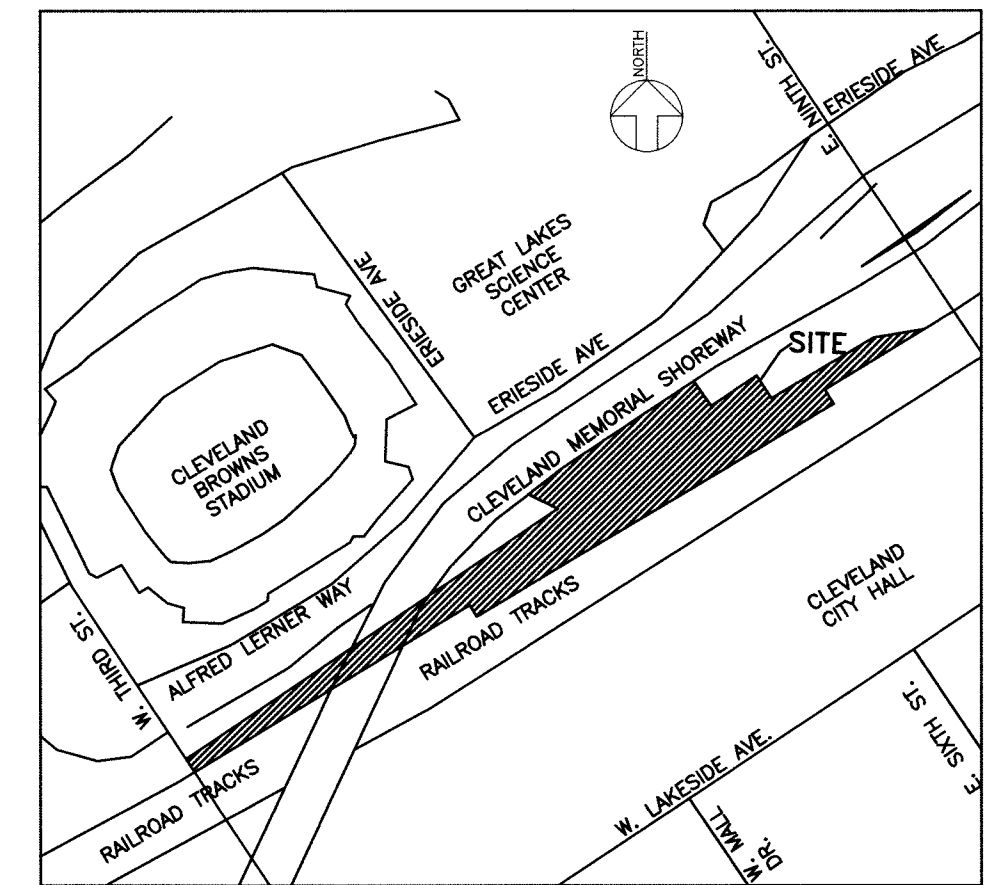 NORTH
E. NINTH ST.
ERIESIDE AVE
GREAT LAKES
SCIENCE
CENTER
ERIESIDE AVE
ERIESIDE AVE
CLEVELAND MEMORIAL SHOREWAY
SITE
CLEVELAND
BROWNS
STADIUM
ALFRED LERNER WAY
W. THIRD ST.
RAILROAD TRACKS
RAILROAD TRACKS
CLEVELAND
CITY HALL
W. LAKESIDE AVE.
W. MALL
DR.
E. SIXTH ST.